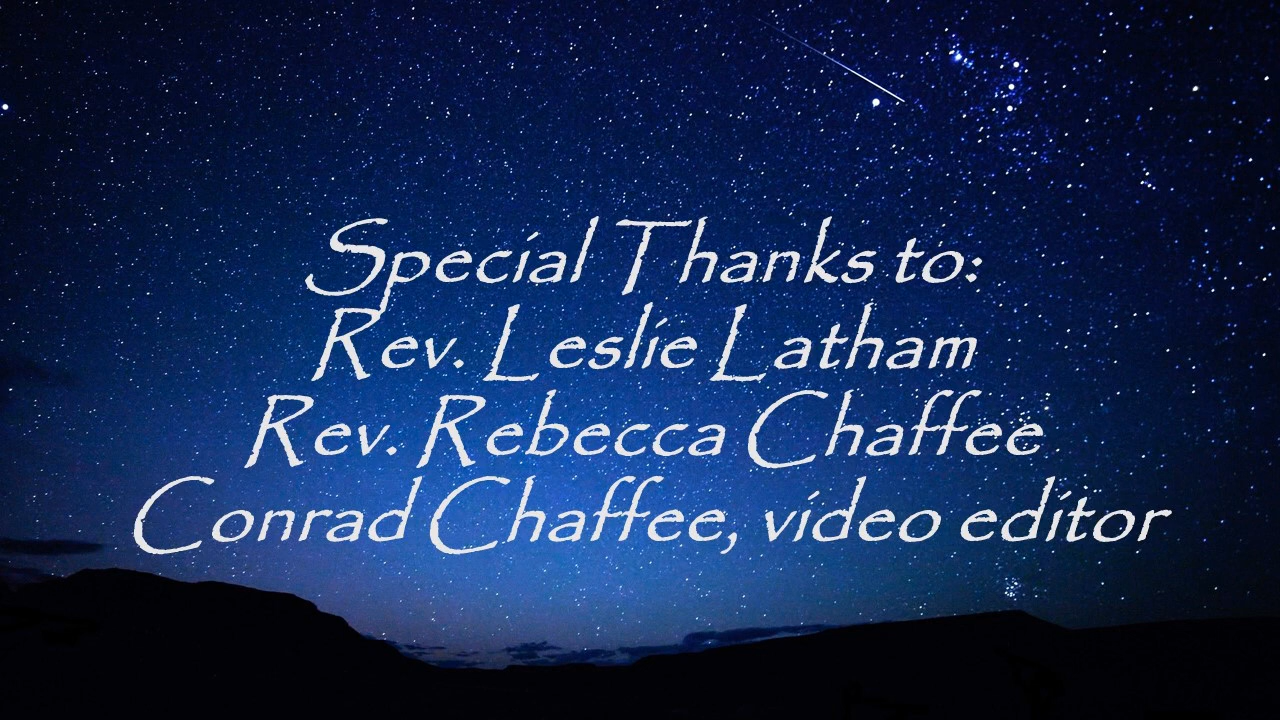 Special Thanks to:
Rev. Leslie Latham
Rev. Rebecca Chaffee
Conrad Chaffee, video editor